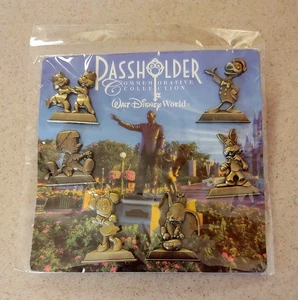 PASSHOLDER
COMMEMORATIVE
COLLECTION
Walt Disney World